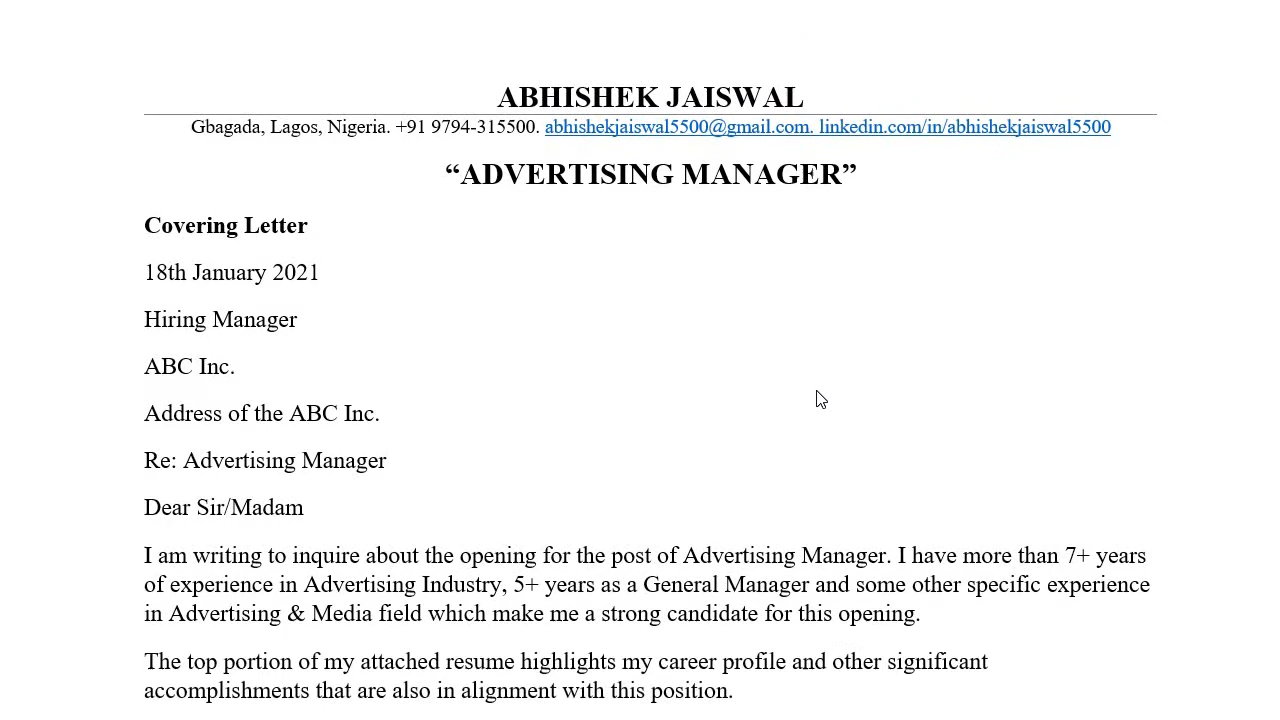 ABHISHEK JAISWAL
Gbagada, Lagos, Nigeria. +91 9794-315500. abhishekjaiswal5500@gmail.com. linkedin.com/in/abhishekjaiswal5500
“ADVERTISING MANAGER”
Covering Letter
18th January 2021
Hiring Manager
ABC Inc.
Address of the ABC Inc.
Re: Advertising Manager
Dear Sir/Madam
I am writing to inquire about the opening for the post of Advertising Manager. I have more than 7+ years
of experience in Advertising Industry, 5+ years as a General Manager and some other specific experience
in Advertising & Media field which make me a strong candidate for this opening.
The top portion of my attached resume highlights my career profile and other significant
accomplishments that are also in alignment with this position.